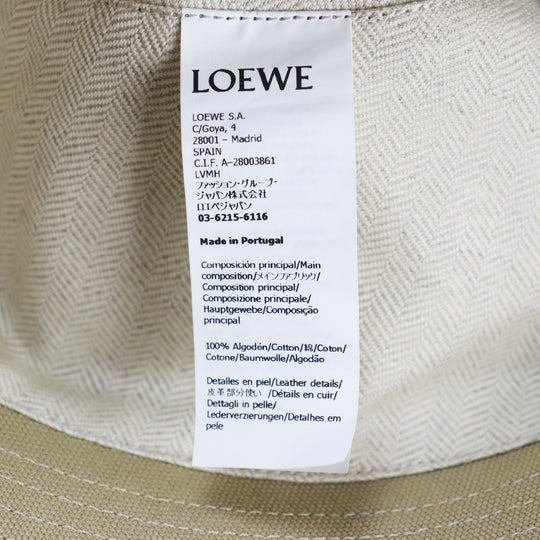 LOEWE
LOEWE S.A.
C/Goya, 4
28001 – Madrid
SPAIN
C.I.F. A-28003861
LVMH
ファッション・グループ・
ジャパン株式会社
ロエベジャパン
03-6215-6116
Made in Portugal
Composición principal/Main
composition/メインファブリック/
Composition principal/
Composizione principale/
Hauptgewebe/Composição
principal
100% Algodón/Cotton/綿/Coton/
Cotone/Baumwolle/Algodão
Detalles en piel/Leather details/
皮革部分使い/Détails en cuir/
Dettagli in pelle/
Lederverzierungen/Detalhes em
pele